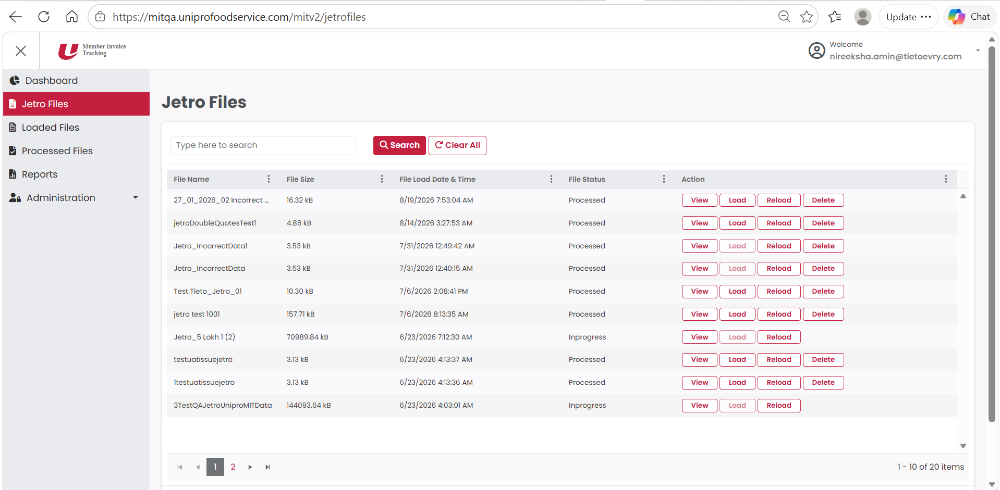 https://mitqa.uniprofoodservice.com/mitv2/jetrofiles
Update
Chat
Member Invoice
Tracking
Welcome
nireeksha.amin@tietoevry.com
Dashboard
Jetro Files
Loaded Files
Processed Files
Reports
Administration
Jetro Files
Type here to search
Search
Clear All
File Name File Size File Load Date & Time File Status Action
27_01_2026_02 Incorrect ... 16.32 kB 8/19/2026 7:53:04 AM Processed View Load Reload Delete
jetroDoubleQuotesTest1 4.86 kB 8/14/2026 3:27:53 AM Processed View Load Reload Delete
Jetro_IncorrectData1 3.53 kB 7/31/2026 12:49:42 AM Processed View Load Reload Delete
Jetro_IncorrectData 3.53 kB 7/31/2026 12:40:15 AM Processed View Load Reload Delete
Test Tieto_Jetro_01 10.30 kB 7/6/2026 2:08:41 PM Processed View Load Reload Delete
jetro test 1001 157.71 kB 7/6/2026 8:13:35 AM Processed View Load Reload Delete
Jetro_5 Lakh 1 (2) 70989.84 kB 6/23/2026 7:12:30 AM Inprogress View Load Reload
testuatissuejetro 3.13 kB 6/23/2026 4:13:37 AM Processed View Load Reload Delete
1testuatissuejetro 3.13 kB 6/23/2026 4:13:36 AM Processed View Load Reload Delete
3TestQAJetroUniproMITData 144093.64 kB 6/23/2026 4:03:01 AM Inprogress View Load Reload
1 2
1 - 10 of 20 items